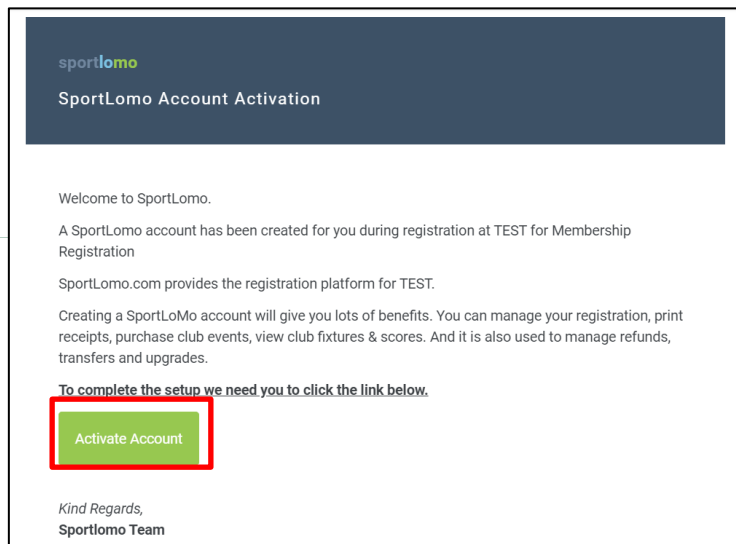 sportlomo
SportLomo Account Activation
Welcome to SportLomo.
A SportLomo account has been created for you during registration at TEST for Membership
Registration
SportLomo.com provides the registration platform for TEST.
Creating a SportLoMo account will give you lots of benefits. You can manage your registration, print
receipts, purchase club events, view club fixtures & scores. And it is also used to manage refunds,
transfers and upgrades.
To complete the setup we need you to click the link below.
Activate Account
Kind Regards,
Sportlomo Team